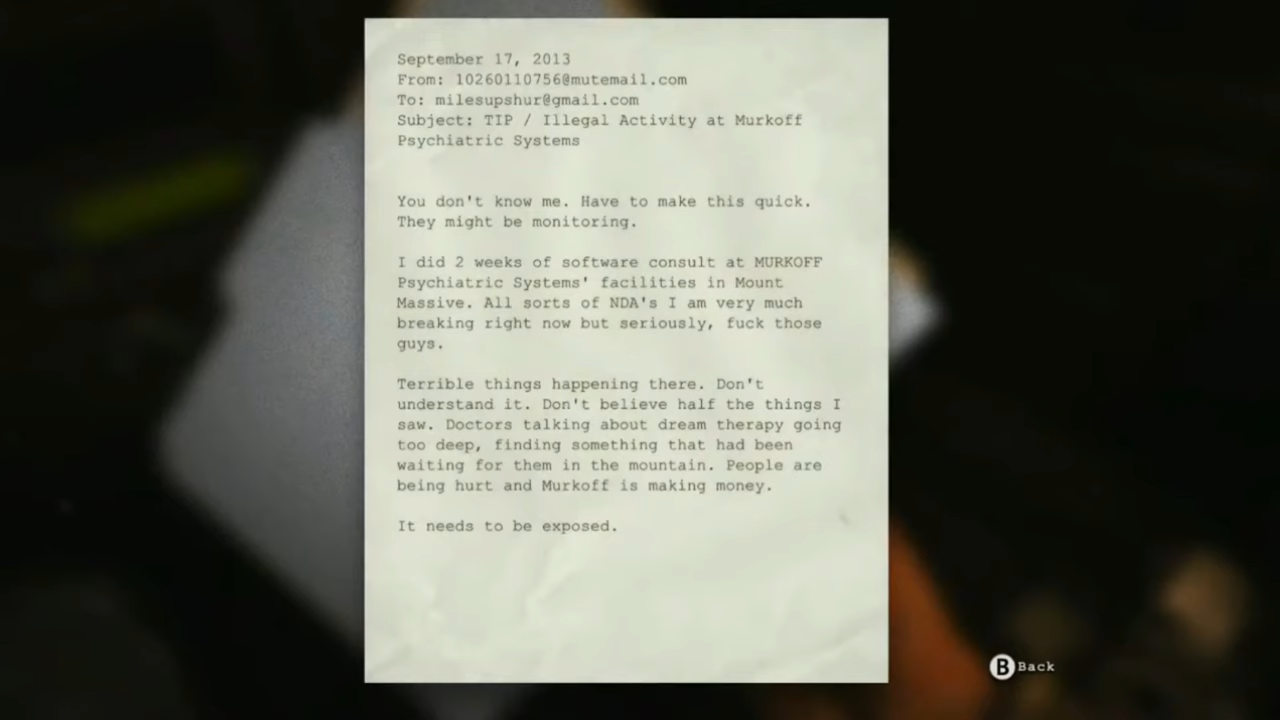 September 17, 2013
From: 10260110756@mutemail.com
To: milesupshur@gmail.com
Subject: TIP / Illegal Activity at Murkoff
Psychiatric Systems
You don't know me. Have to make this quick.
They might be monitoring.
I did 2 weeks of software consult at MURKOFF
Psychiatric Systems' facilities in Mount
Massive. All sorts of NDA's I am very much
breaking right now but seriously, fuck those
guys.
Terrible things happening there. Don't
understand it. Don't believe half the things I
saw. Doctors talking about dream therapy going
too deep, finding something that had been
waiting for them in the mountain. People are
being hurt and Murkoff is making money.
It needs to be exposed.
B Back